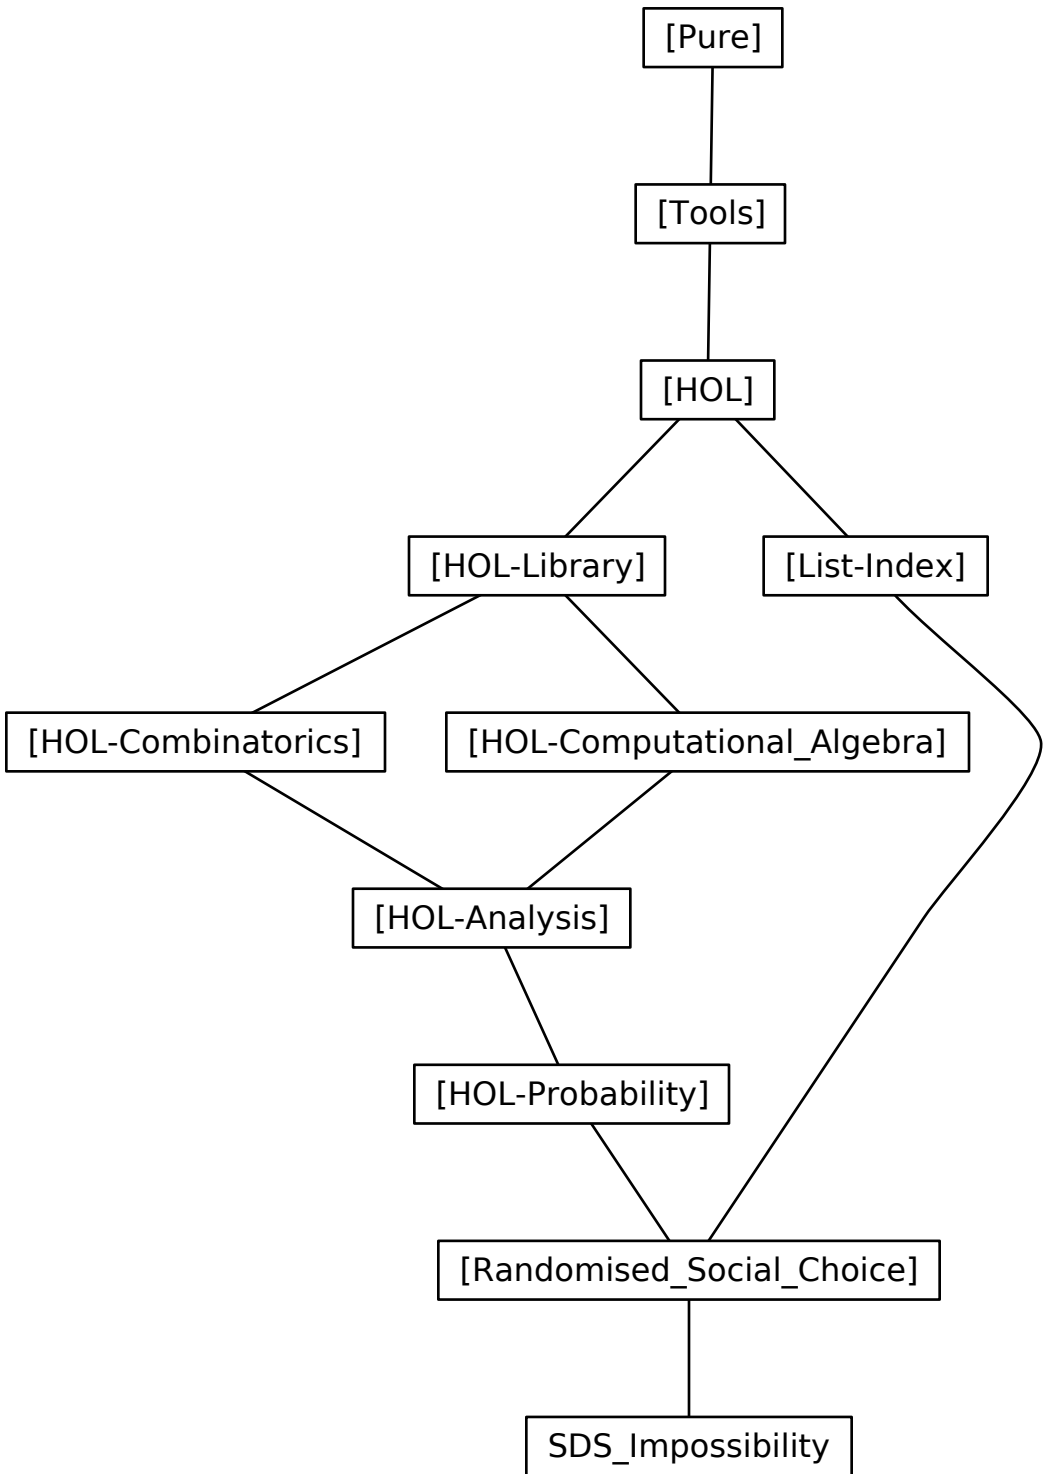 [Pure]
[Tools]
[HOL]
[HOL-Library]
[List-Index]
[HOL-Combinatorics]
[HOL-Computational_Algebra]
[HOL-Analysis]
[HOL-Probability]
[Randomised_Social_Choice]
SDS_Impossibility